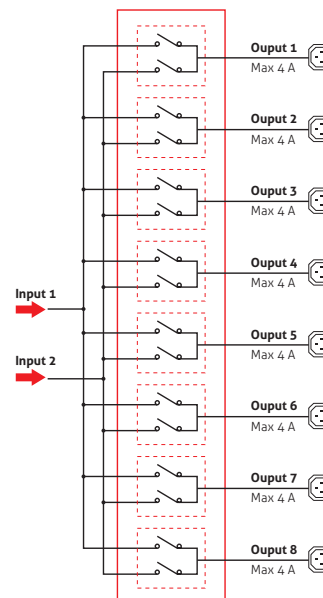 Ouput 1
Max 4 A
Ouput 2
Max 4 A
Ouput 3
Max 4 A
Ouput 4
Max 4 A
Input 1
Ouput 5
Max 4 A
Input 2
Ouput 6
Max 4 A
Ouput 7
Max 4 A
Ouput 8
Max 4 A